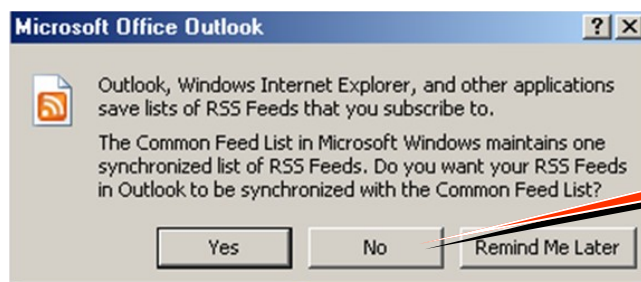 Microsoft Office Outlook
Outlook, Windows Internet Explorer, and other applications
save lists of RSS Feeds that you subscribe to.
The Common Feed List in Microsoft Windows maintains one
synchronized list of RSS Feeds. Do you want your RSS Feeds
in Outlook to be synchronized with the Common Feed List?
Yes No Remind Me Later